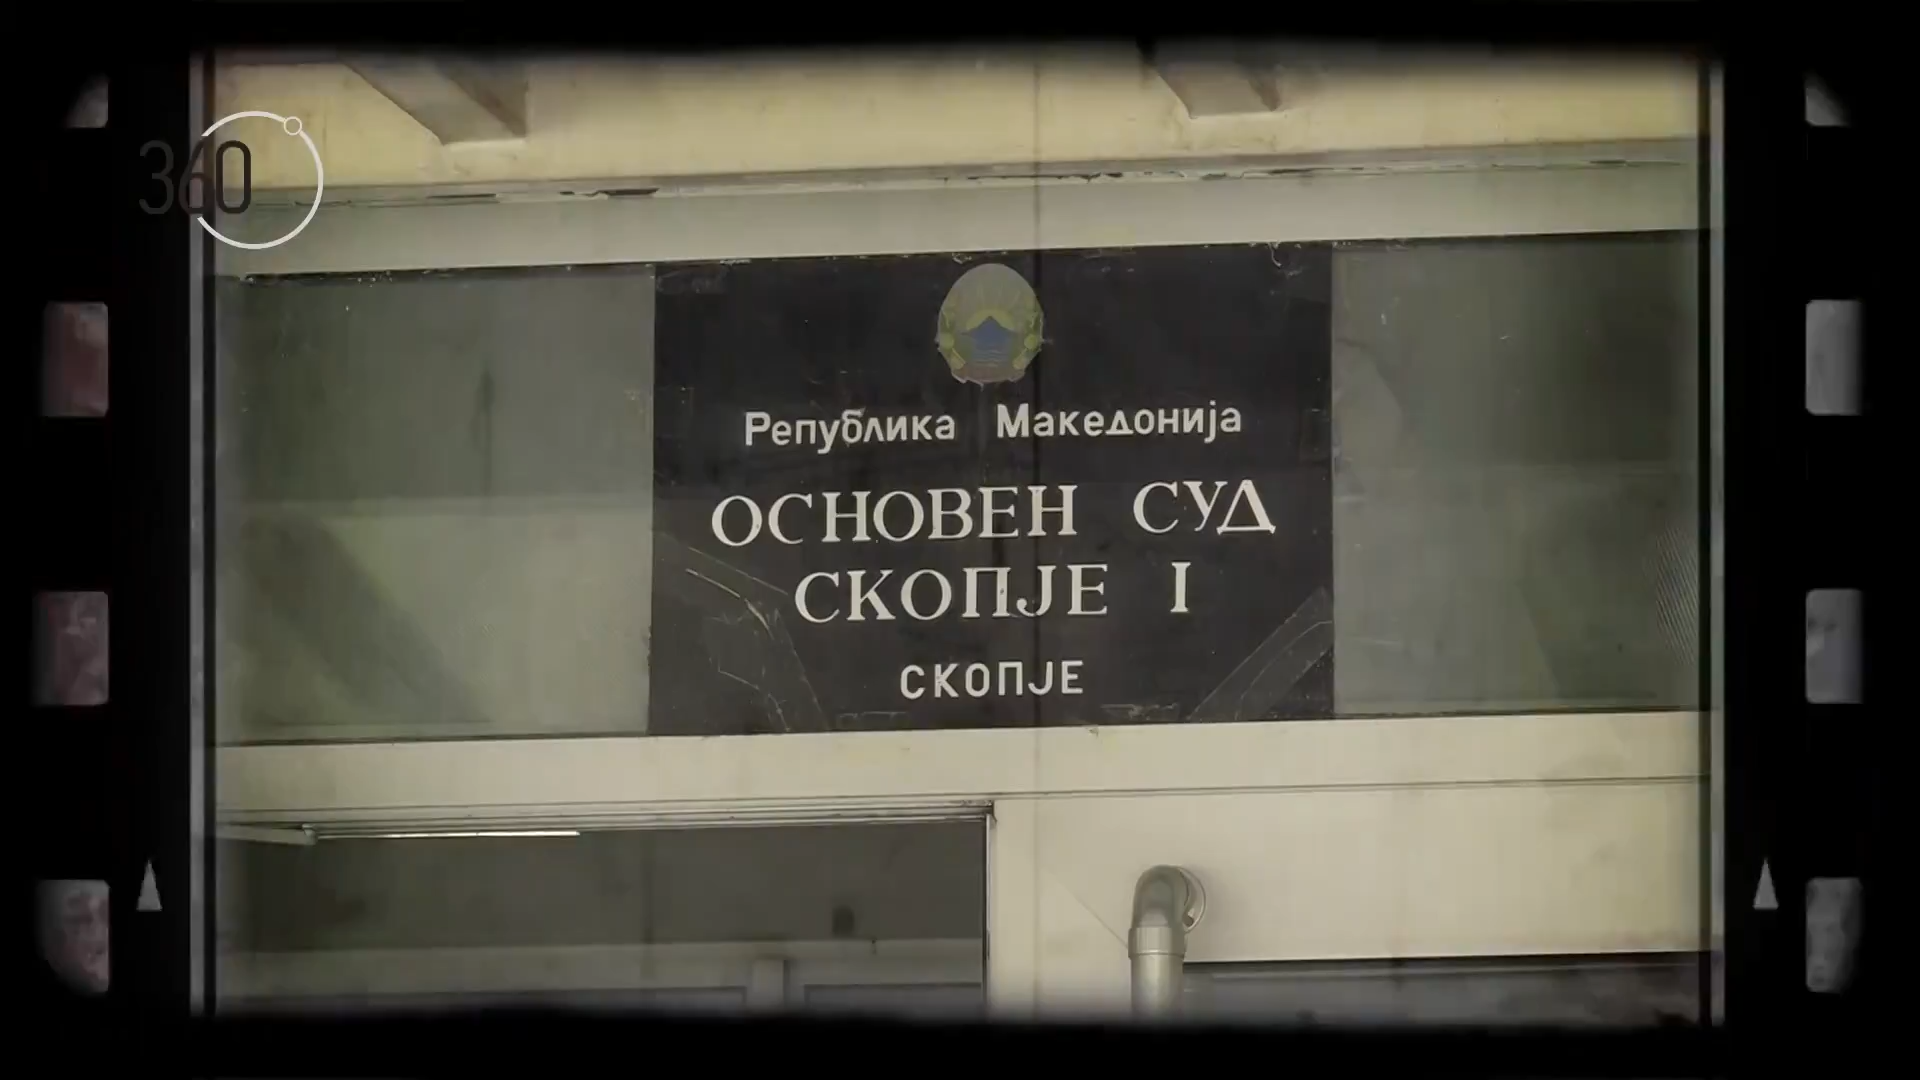 360
Република Македонија
ОСНОВЕН СУД
СКОПЈЕ I
СКОПЈЕ